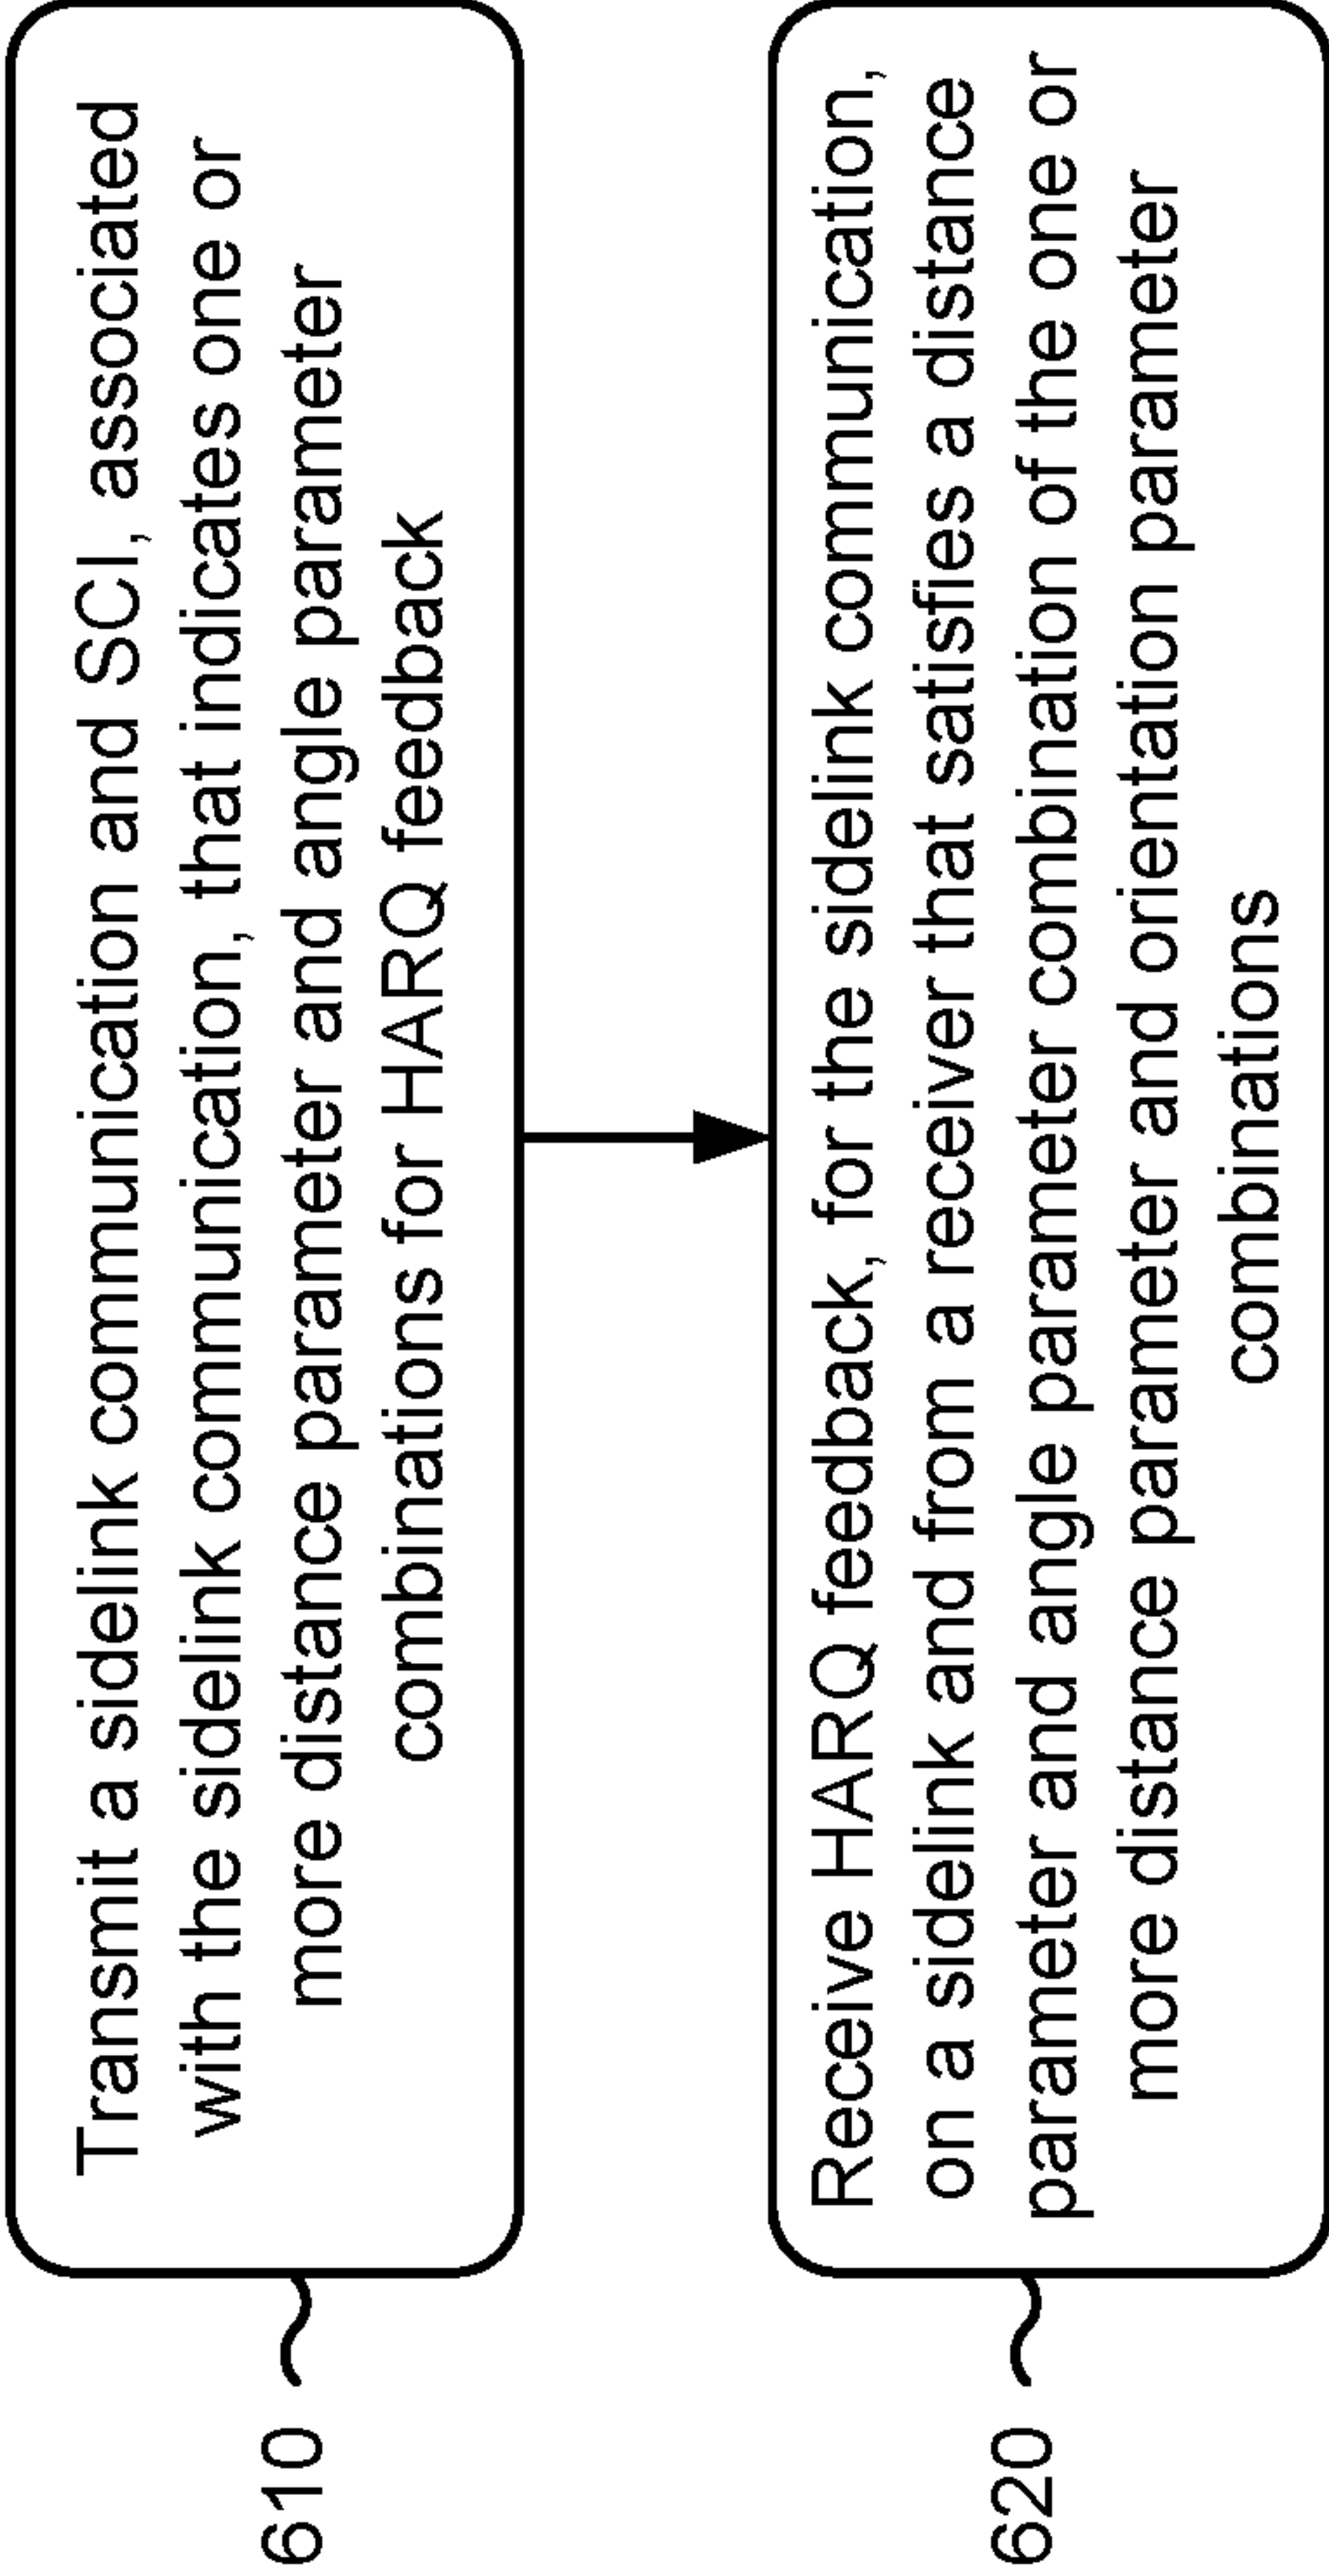 610
Transmit a sidelink communication and SCI, associated
with the sidelink communication, that indicates one or
more distance parameter and angle parameter
combinations for HARQ feedback
620
Receive HARQ feedback, for the sidelink communication,
on a sidelink and from a receiver that satisfies a distance
parameter and angle parameter combination of the one or
more distance parameter and orientation parameter
combinations